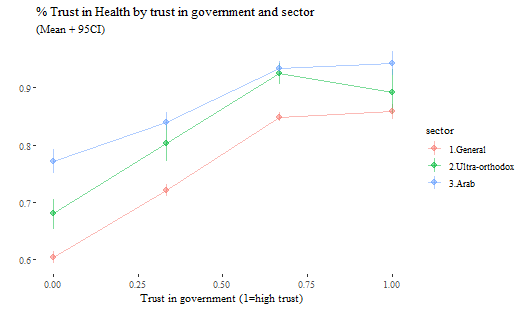 % Trust in Health by trust in government and sector
(Mean + 95CI)
0.9
0.8
0.7
0.6
0.00 0.25 0.50 0.75 1.00
Trust in government (1=high trust)
sector
1.General
2.Ultra-orthodox
3.Arab